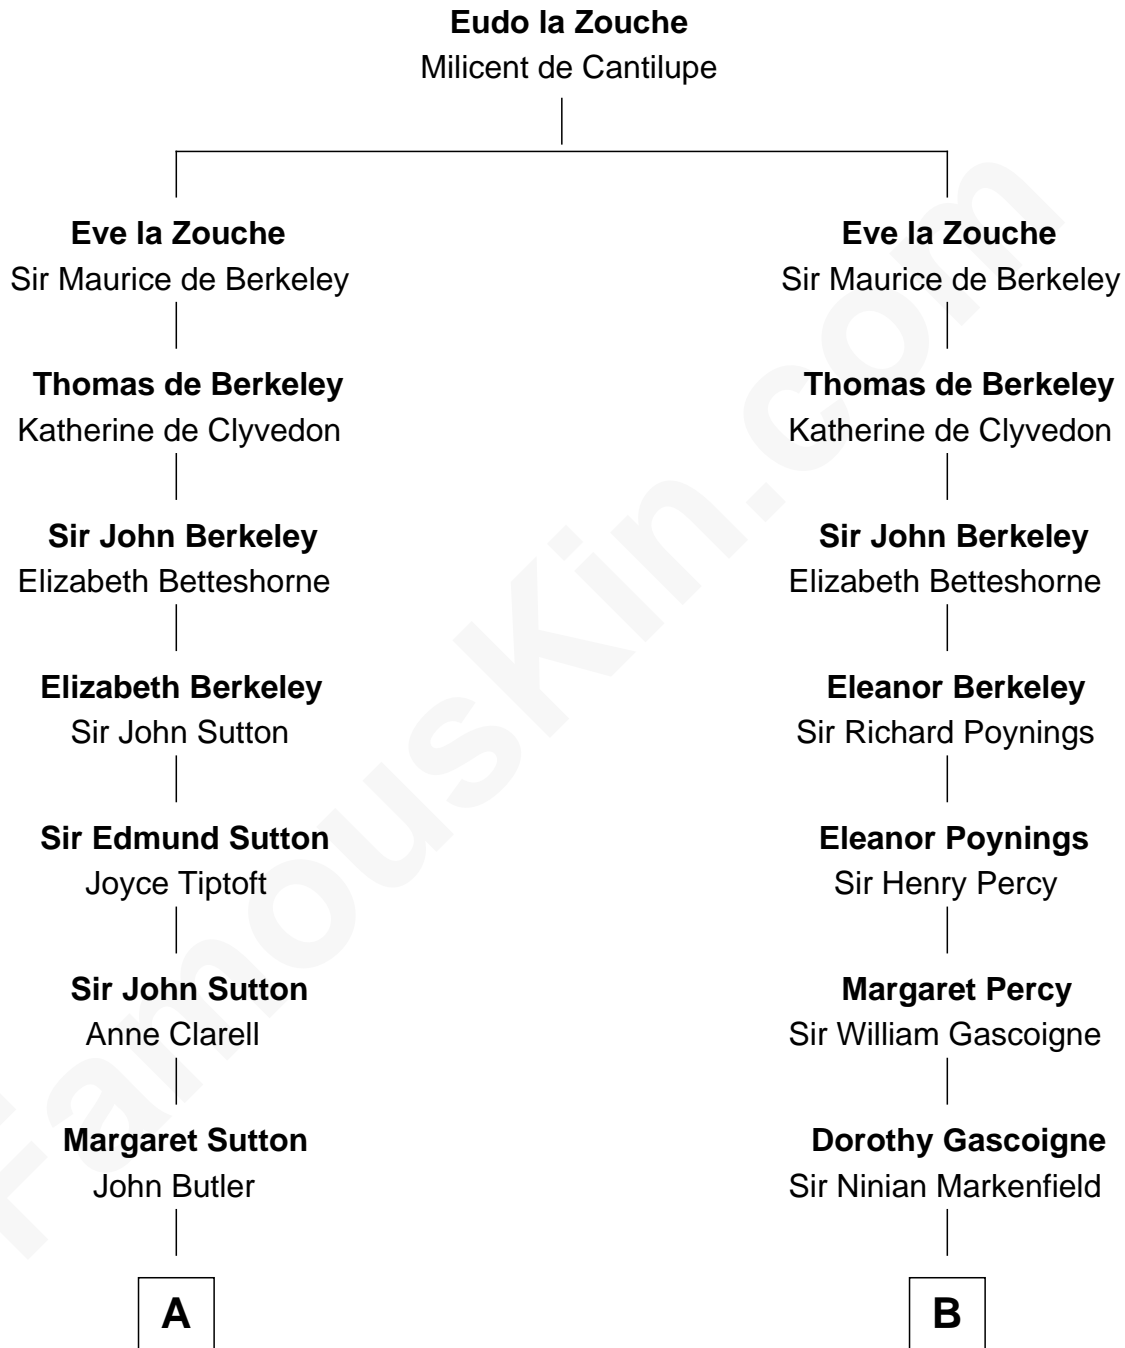 Eudo la Zouche
Milicent de Cantilupe
Eve la Zouche
Sir Maurice de Berkeley
Eve la Zouche
Sir Maurice de Berkeley
Thomas de Berkeley
Katherine de Clyvedon
Thomas de Berkeley
Katherine de Clyvedon
Sir John Berkeley
Elizabeth Betteshorne
Sir John Berkeley
Elizabeth Betteshorne
Elizabeth Berkeley
Sir John Sutton
Eleanor Berkeley
Sir Richard Poynings
Sir Edmund Sutton
Joyce Tiptoft
Eleanor Poynings
Sir Henry Percy
Sir John Sutton
Anne Clarell
Margaret Percy
Sir William Gascoigne
Margaret Sutton
John Butler
Dorothy Gascoigne
Sir Ninian Markenfield
A
B
FamousKin.com